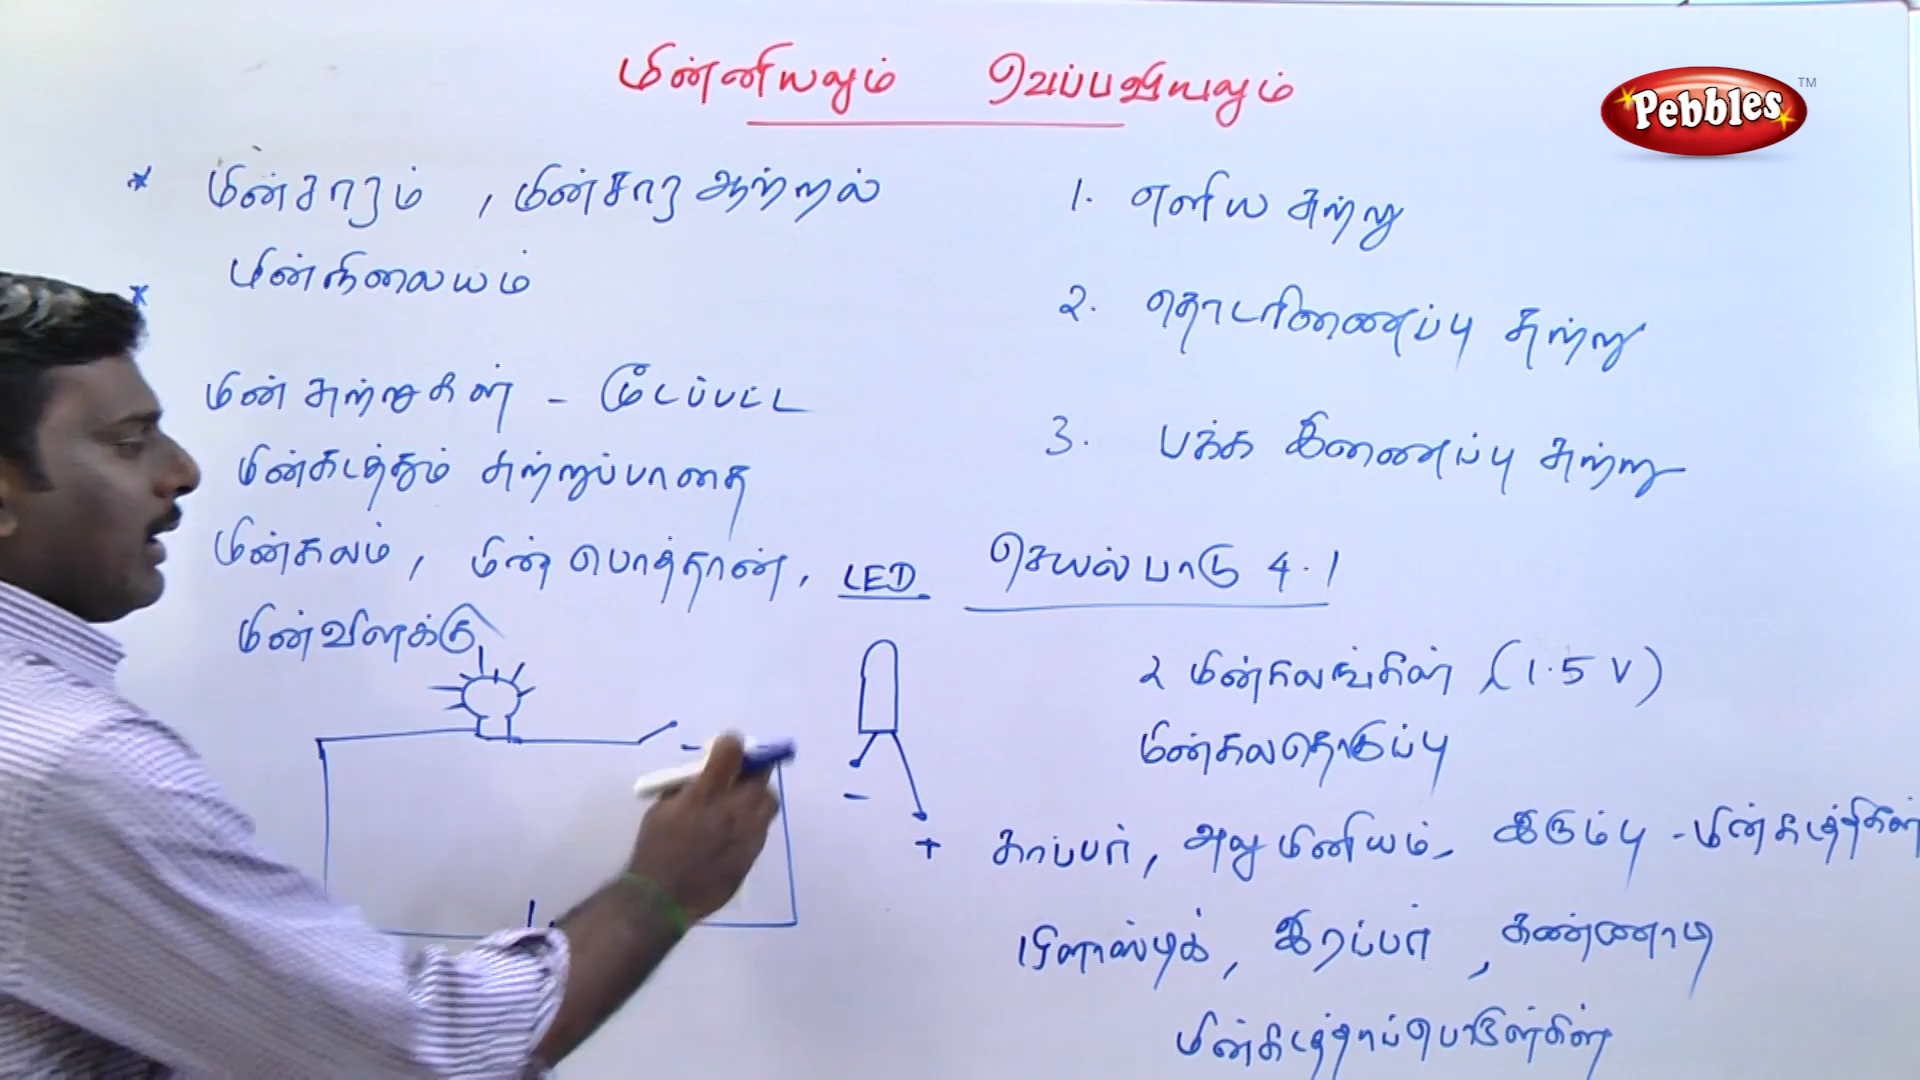 மின்னியலும் வெப்பவியலும்
Pebbles TM
* மின்சாரம் , மின்சார ஆற்றல்
* மின்நிலையம்
மின் சுற்றுகள் - மூடப்பட்ட
மின்கடத்தும் சுற்றுப்பாதை
மின்கலம் , மின் பொத்தான் , LED
மின்விளக்கு
-
+
1. எளிய சுற்று
2. தொடரிணைப்பு சுற்று
3. பக்க இணைப்பு சுற்று
செயல்பாடு 4.1
2 மின்கலங்கள் (1.5 V)
மின்கலதொகுப்பு
காப்பர் , அலுமினியம் , இரும்பு - மின்கடத்திகள்
பிளாஸ்டிக் , இரப்பர் , கண்ணாடி
மின்கடத்தாப்பொருள்கள்